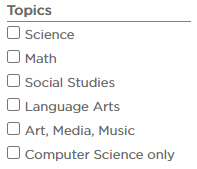 Topics
Science
Math
Social Studies
Language Arts
Art, Media, Music
Computer Science only